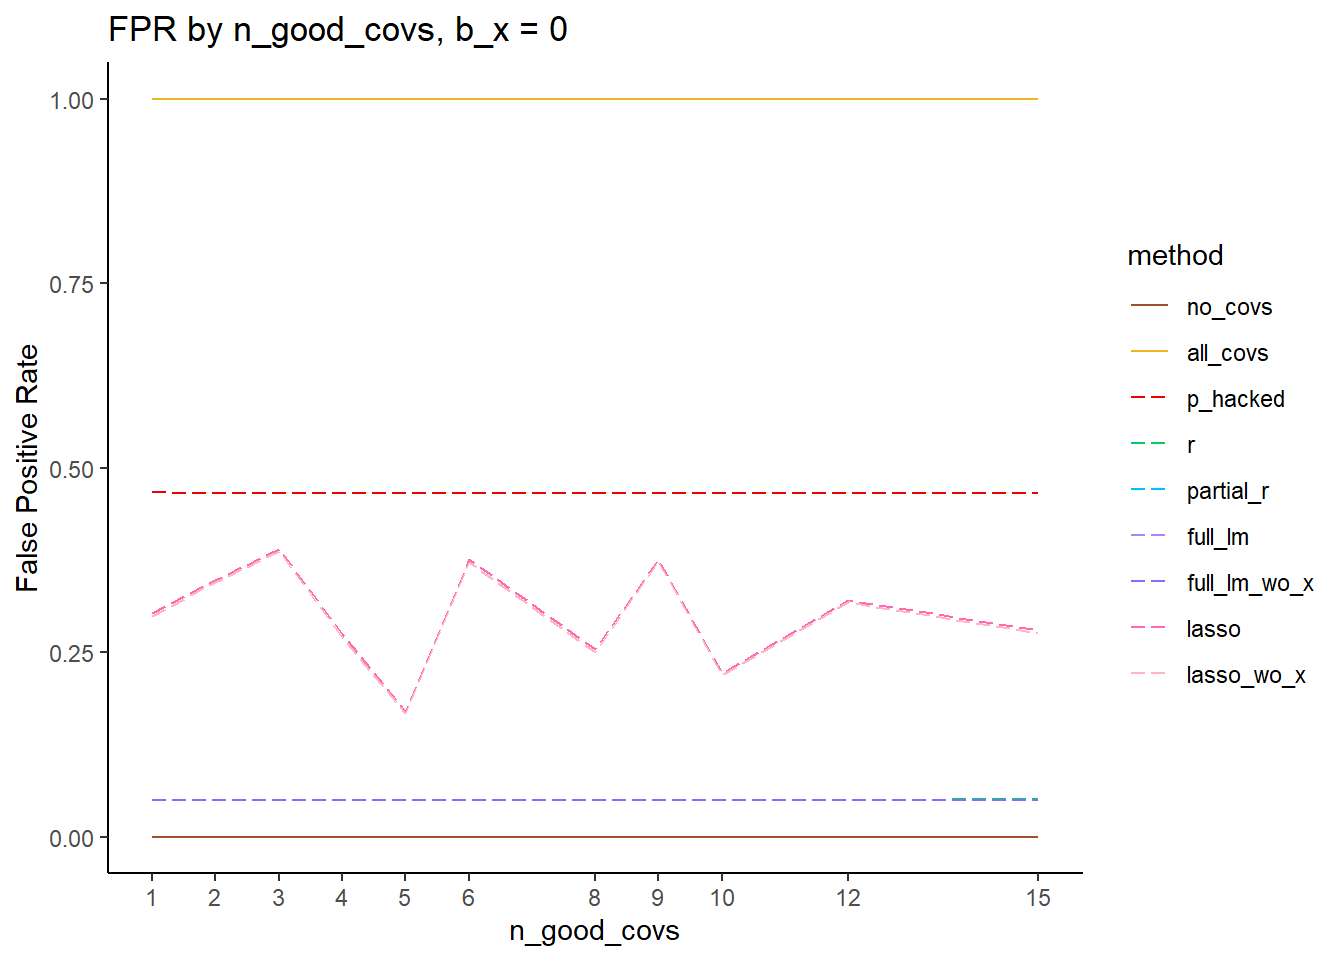 FPR by n_good_covs, b_x = 0
False Positive Rate
1.00
0.75
0.50
0.25
0.00
1 2 3 4 5 6 8 9 10 12 15
n_good_covs
method
no_covs
all_covs
p_hacked
r
partial_r
full_lm
full_lm_wo_x
lasso
lasso_wo_x